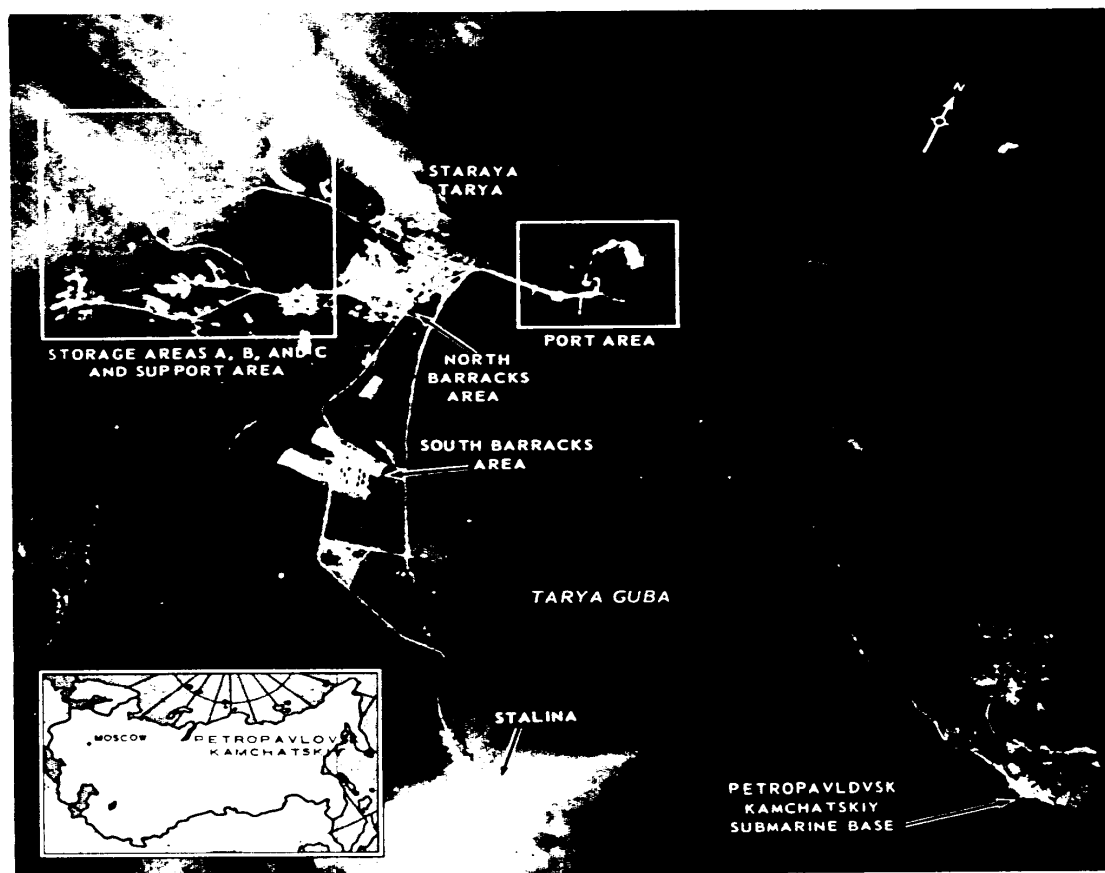 N
STARAYA
TARYA
STORAGE AREAS A, B, AND C
AND SUPPORT AREA
PORT AREA
NORTH
BARRACKS
AREA
SOUTH BARRACKS
AREA
TARYA GUBA
MOSCOW
PETROPAVLOV
KAMCHATSKIY
STALINA
PETROPAVLDVSK
KAMCHATSKIY
SUBMARINE BASE